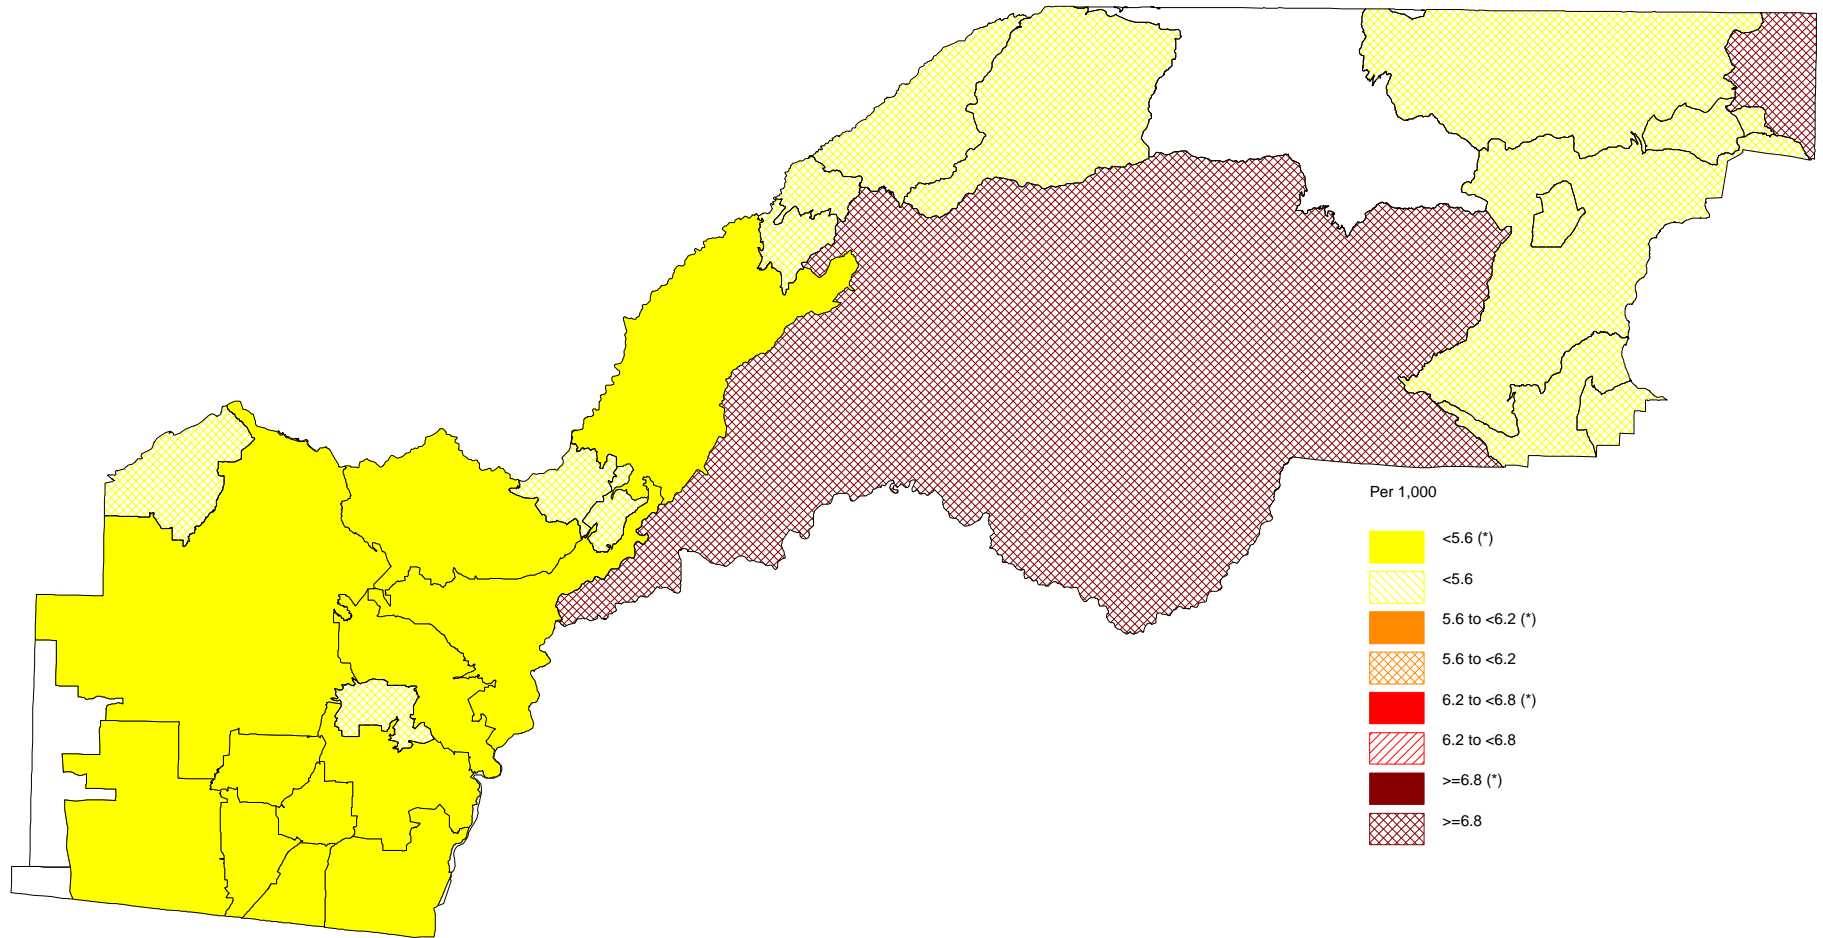 Per 1,000
<5.6 (*)
<5.6
5.6 to <6.2 (*)
5.6 to <6.2
6.2 to <6.8 (*)
6.2 to <6.8
>=6.8 (*)
>=6.8